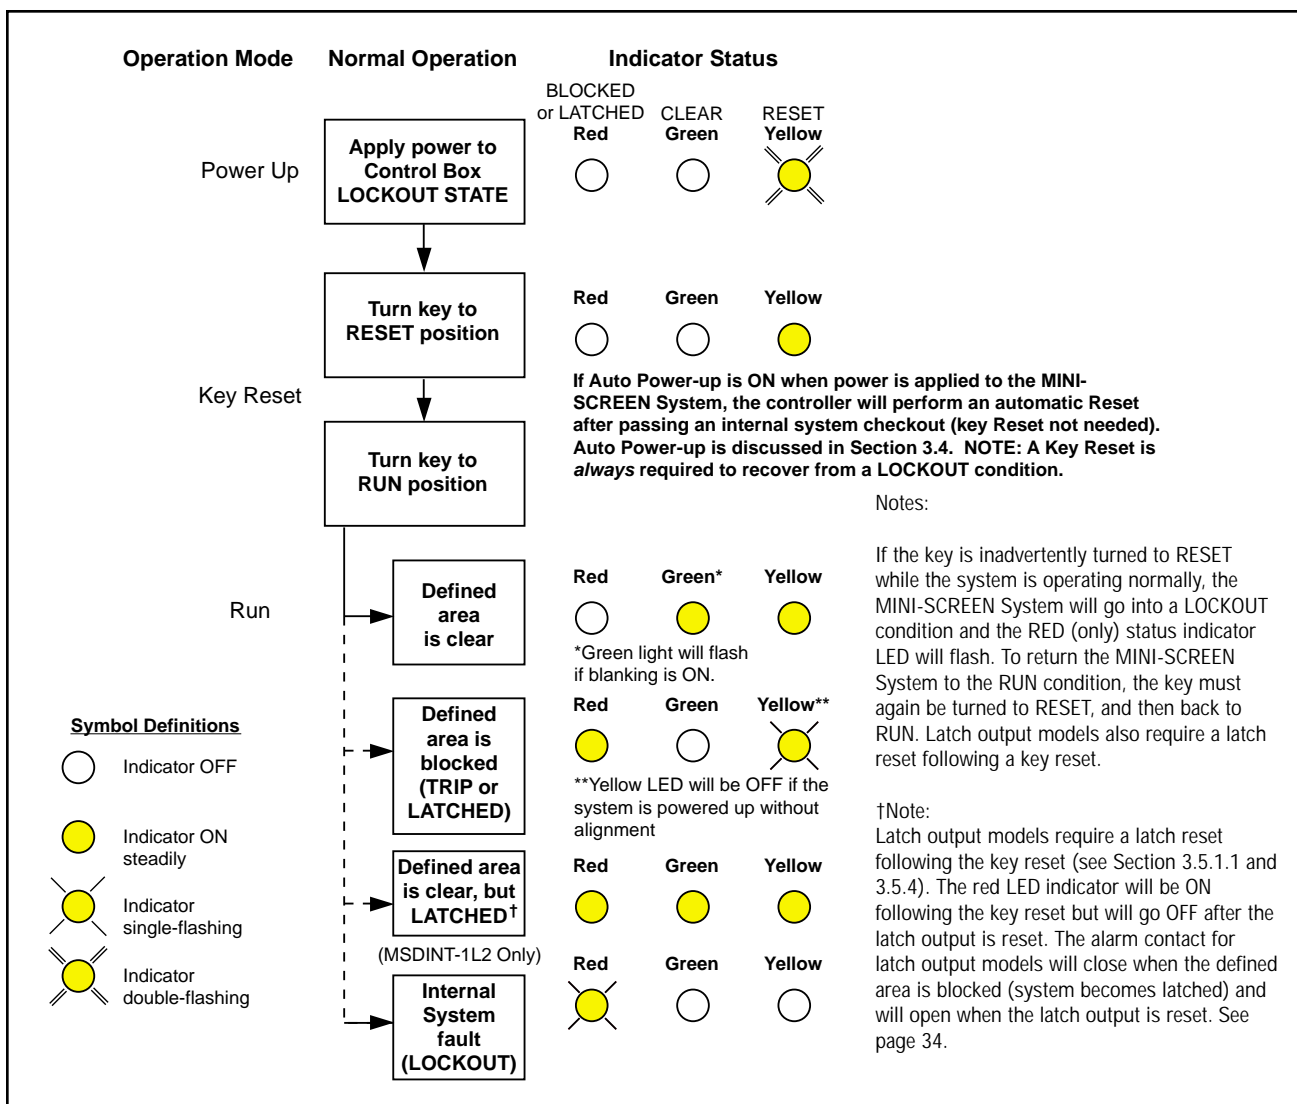 Operation Mode
Normal Operation
Indicator Status
BLOCKED
or LATCHED
CLEAR
RESET
Red
Green
Yellow
Power Up
Apply power to
Control Box
LOCKOUT STATE
Turn key to
RESET position
Red
Green
Yellow
Key Reset
If Auto Power-up is ON when power is applied to the MINI-
SCREEN System, the controller will perform an automatic Reset
after passing an internal system checkout (key Reset not needed).
Auto Power-up is discussed in Section 3.4.  NOTE: A Key Reset is
always required to recover from a LOCKOUT condition.
Turn key to
RUN position
Run
Defined
area
is clear
Red
Green*
Yellow
*Green light will flash
if blanking is ON.
Defined
area is
blocked
(TRIP or
LATCHED)
Red
Green
Yellow**
**Yellow LED will be OFF if the
system is powered up without
alignment
Defined area
is clear, but
LATCHED†
(MSDINT-1L2 Only)
Red
Green
Yellow
Internal
System
fault
(LOCKOUT)
Red
Green
Yellow
Symbol Definitions
Indicator OFF
Indicator ON
steadily
Indicator
single-flashing
Indicator
double-flashing
Notes:
If the key is inadvertently turned to RESET
while the system is operating normally, the
MINI-SCREEN System will go into a LOCKOUT
condition and the RED (only) status indicator
LED will flash. To return the MINI-SCREEN
System to the RUN condition, the key must
again be turned to RESET, and then back to
RUN. Latch output models also require a latch
reset following a key reset.
†Note:
Latch output models require a latch reset
following the key reset (see Section 3.5.1.1 and
3.5.4). The red LED indicator will be ON
following the key reset but will go OFF after the
latch output is reset. The alarm contact for
latch output models will close when the defined
area is blocked (system becomes latched) and
will open when the latch output is reset. See
page 34.